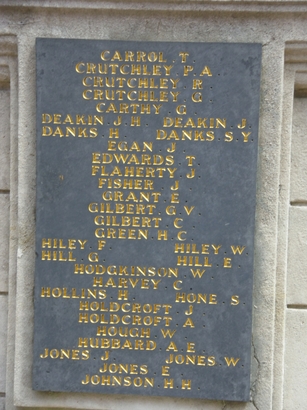 CARROL. T
CRUTCHLEY. P. A
CRUTCHLEY. R
CRUTCHLEY. G
CARTHY. G
DEAKIN. J. H DEAKIN. J.
DANKS. H. DANKS. S. Y
EGAN. J
EDWARDS. T
FLAHERTY. J
FISHER. J
GRANT. E
GILBERT. G. V
GILBERT. C
GREEN. H. C
HILEY. F HILEY. W
HILL. G. HILL. E
HODGKINSON. W
HARVEY. C
HOLLINS. H HONE. S
HOLDCROFT. J
HOLDCROFT. A
HOUGH. W
HUBBARD. A. E
JONES. J JONES. W
JONES. E
JOHNSON. H. H